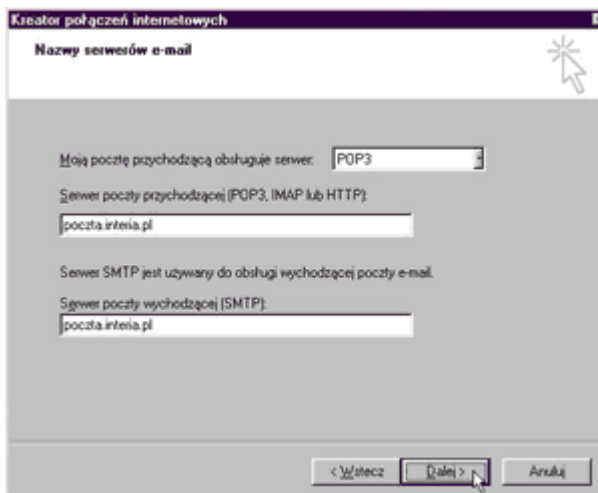 Kreator połączeń internetowych
Nazwy serwerów e-mail
Moją pocztę przychodzącą obsługuje serwer: POP3
Serwer poczty przychodzącej (POP3, IMAP lub HTTP):
poczta.interia.pl
Serwer SMTP jest używany do obsługi wychodzącej poczty e-mail.
Serwer poczty wychodzącej (SMTP):
poczta.interia.pl
< Wstecz Dalej > Anuluj